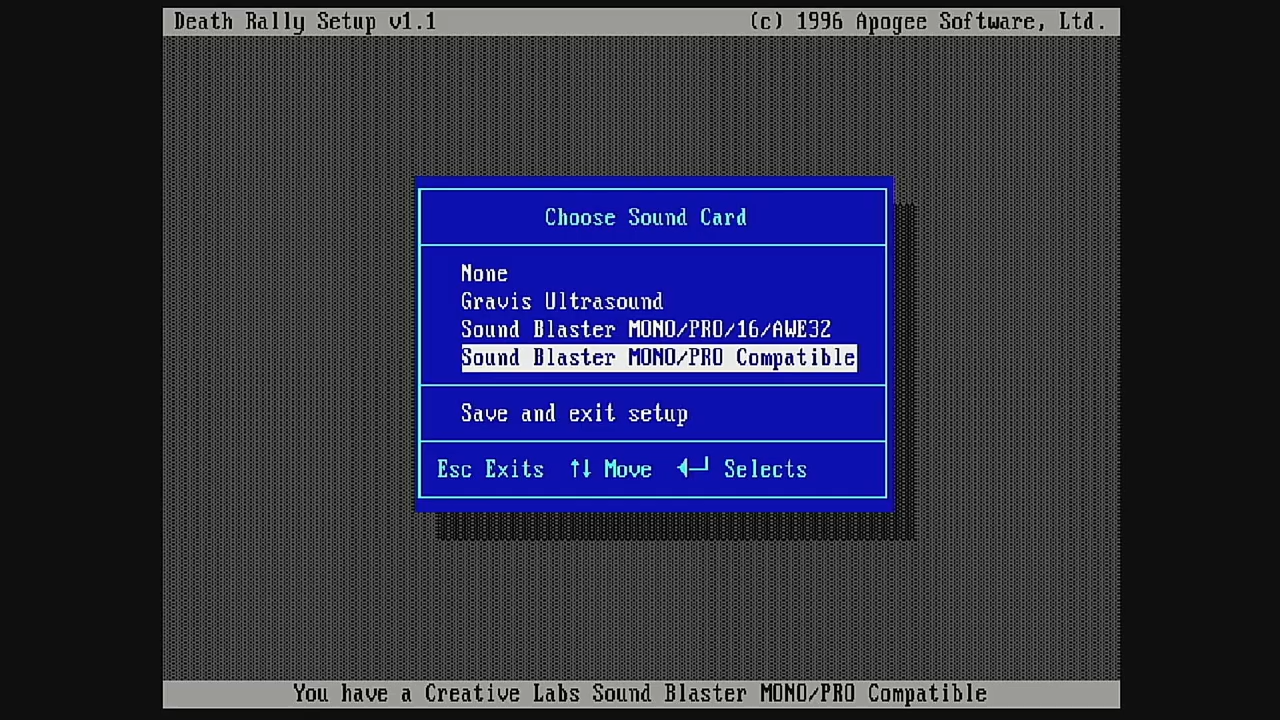 Death Rally Setup v1.1 (c) 1996 Apogee Software, Ltd.
Choose Sound Card
None
Gravis Ultrasound
Sound Blaster MONO/PRO/16/AWE32
Sound Blaster MONO/PRO Compatible
Save and exit setup
Esc Exits ↑↓ Move ◄─┘ Selects
You have a Creative Labs Sound Blaster MONO/PRO Compatible